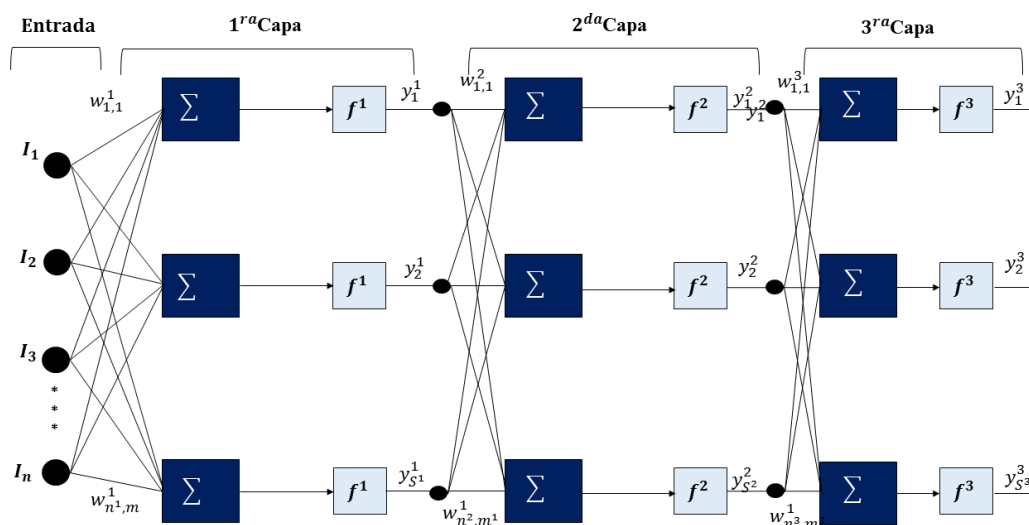 Entrada
1^{ra}Capa
2^{da}Capa
3^{ra}Capa
w^1_{1,1} Σ f^1 y^1_1 w^2_{1,1} Σ f^2 y^2_1 y^2_1 w^3_{1,1} Σ f^3 y^3_1
I_1
I_2 Σ f^1 y^1_2 Σ f^2 y^2_2 Σ f^3 y^3_2
I_3
*
*
*
I_n Σ f^1 y^1_{S^1} Σ f^2 y^2_{S^2} Σ f^3 y^3_{S^3}
w^1_{n^1,m} w^1_{n^2,m^1} w^1_{n^3,m}